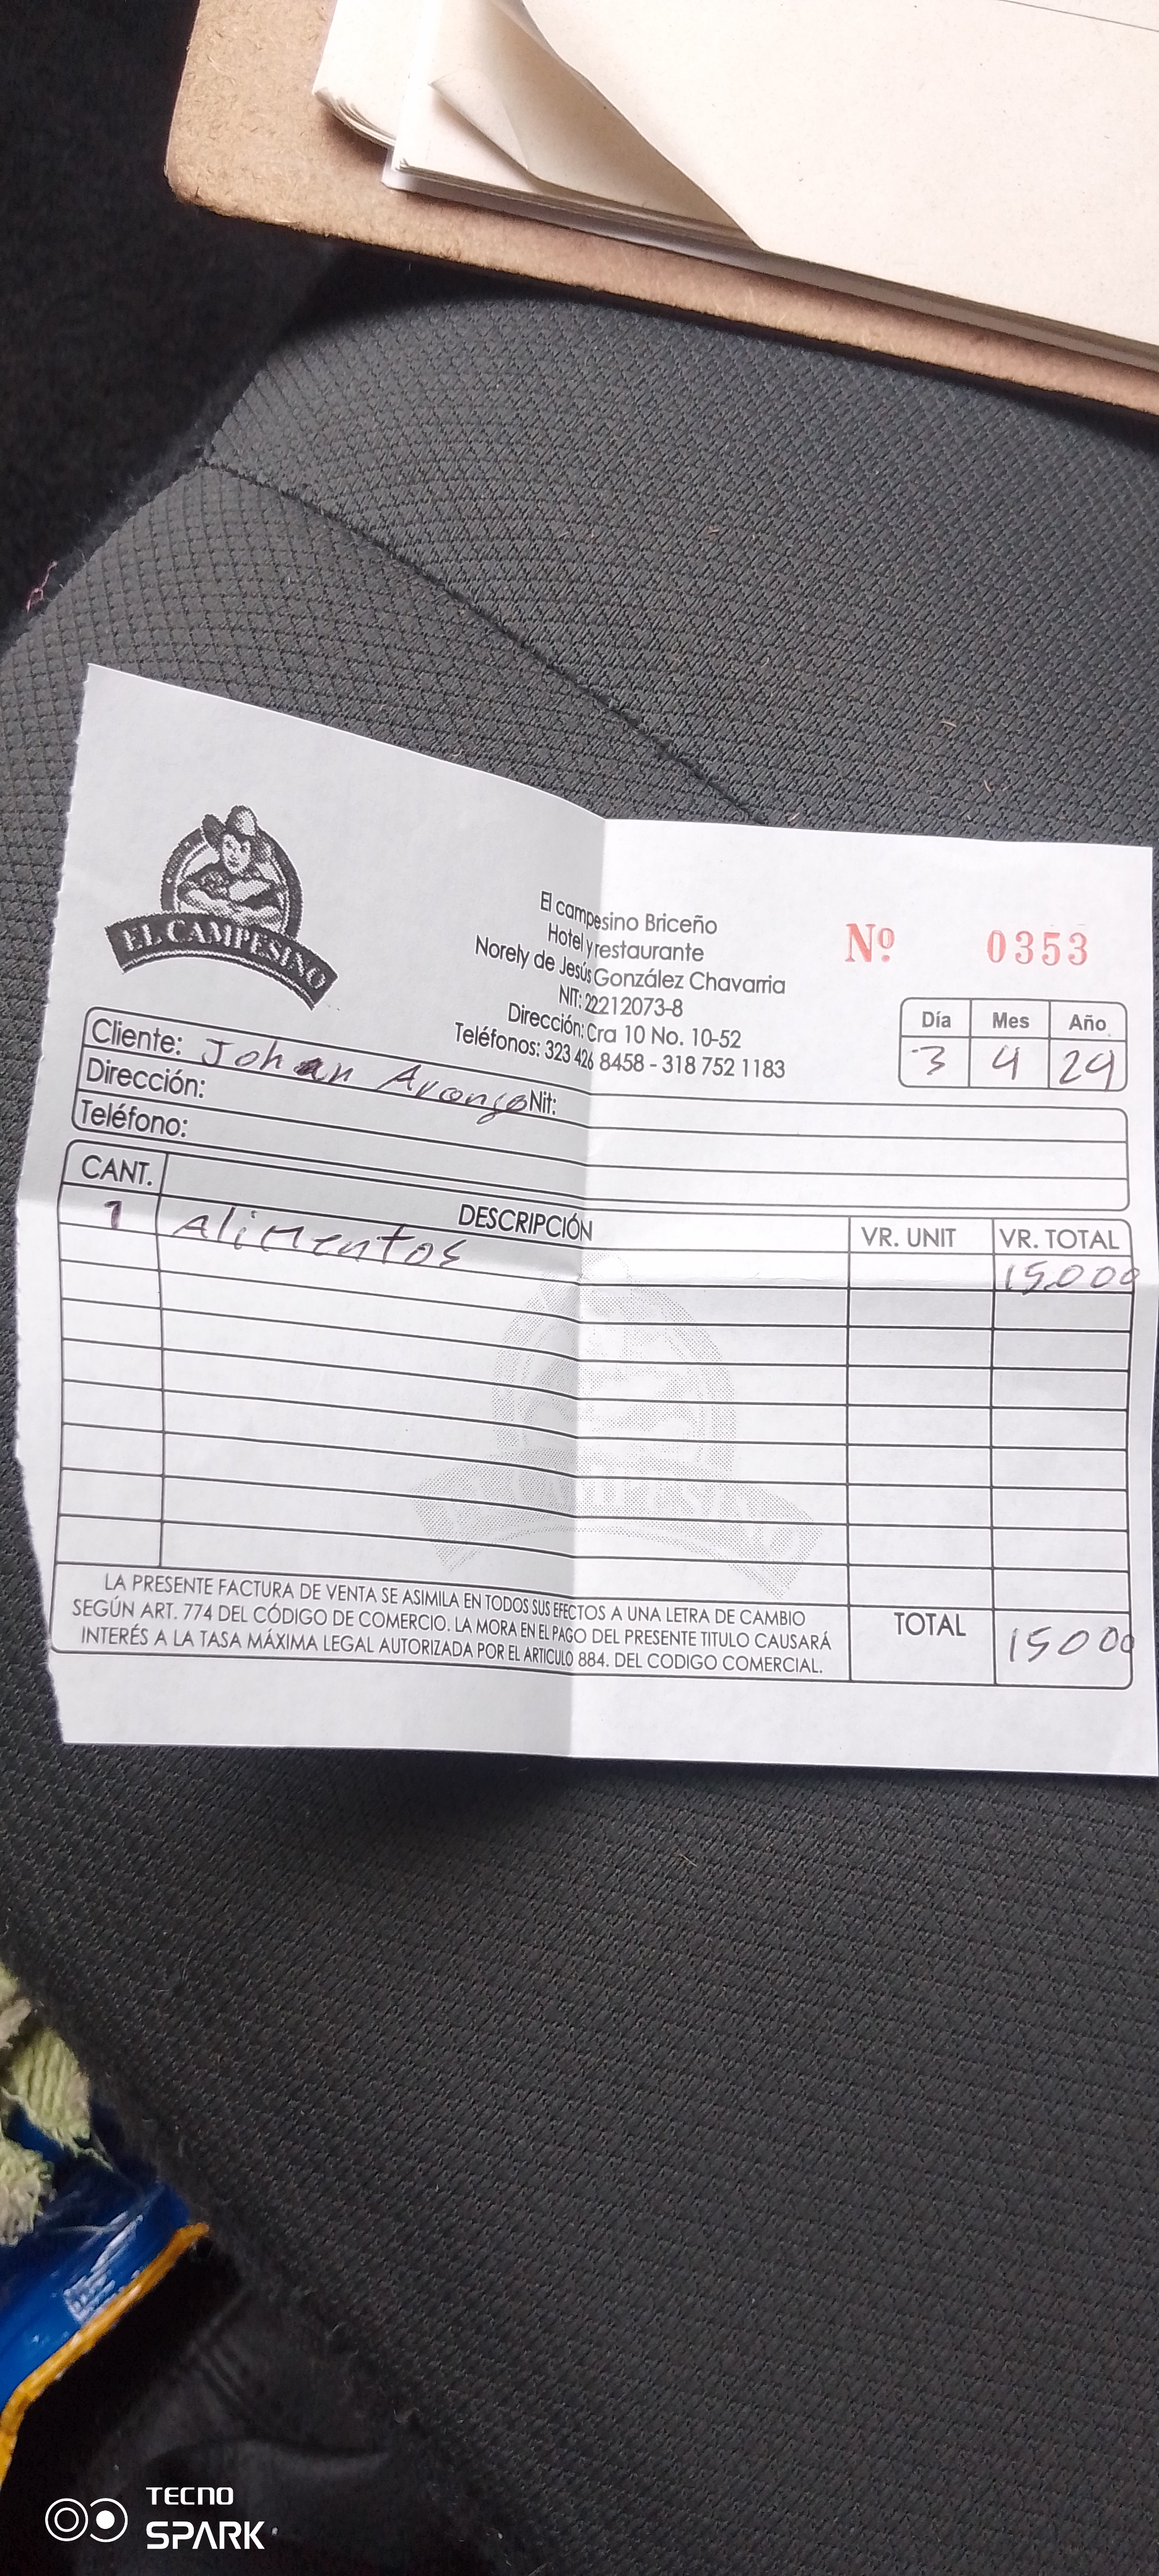 EL CAMPESINO
El campesino Briceño
Hotel y restaurante
Norely de Jesús González Chavarria
NIT: 22212073-8
Dirección: Cra 10 No. 10-52
Teléfonos: 323 426 8458 - 318 752 1183
Nº 0353
Día Mes Año
3 4 24
Cliente: Johan Arango Nit:
Dirección:
Teléfono:
CANT. DESCRIPCIÓN VR. UNIT VR. TOTAL
1 Alimentos 15000
EL CAMPESINO
LA PRESENTE FACTURA DE VENTA SE ASIMILA EN TODOS SUS EFECTOS A UNA LETRA DE CAMBIO
SEGÚN ART. 774 DEL CÓDIGO DE COMERCIO. LA MORA EN EL PAGO DEL PRESENTE TITULO CAUSARÁ
INTERÉS A LA TASA MÁXIMA LEGAL AUTORIZADA POR EL ARTICULO 884. DEL CODIGO COMERCIAL.
TOTAL 15000
TECNO
SPARK